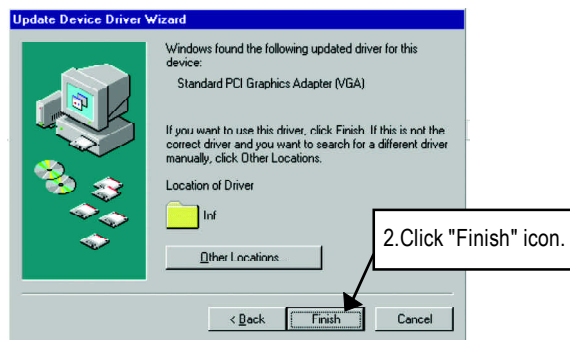 Update Device Driver Wizard
Windows found the following updated driver for this
device:
Standard PCI Graphics Adapter (VGA)
If you want to use this driver, click Finish. If this is not the
correct driver and you want to search for a different driver
manually, click Other Locations.
Location of Driver
Inf
Other Locations...
2.Click "Finish" icon.
< Back
Finish
Cancel